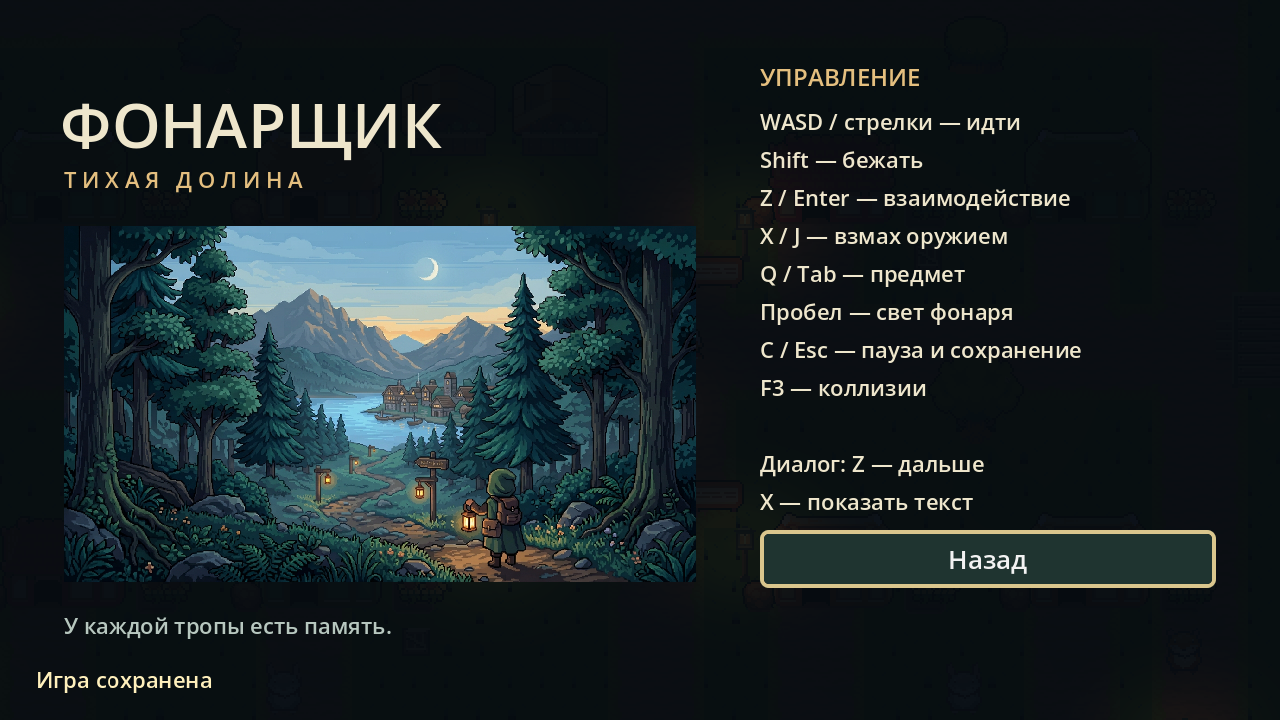 ФОНАРЩИК
ТИХАЯ ДОЛИНА
У каждой тропы есть память.
Игра сохранена
УПРАВЛЕНИЕ
WASD / стрелки — идти
Shift — бежать
Z / Enter — взаимодействие
X / J — взмах оружием
Q / Tab — предмет
Пробел — свет фонаря
C / Esc — пауза и сохранение
F3 — коллизии
Диалог: Z — дальше
X — показать текст
Назад